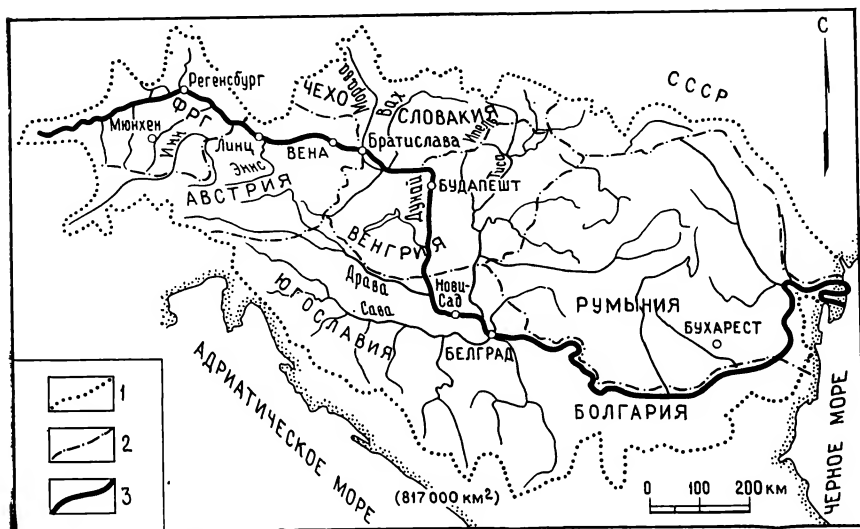 С
СССР
Регенсбург
ЧЕХО
Морава
Вах
СЛОВАКИЯ
Ипель
Тиса
ФРГ
Мюнхен
Инн
Линц
Эннс
ВЕНА
Братислава
АВСТРИЯ
Дунай
БУДАПЕШТ
ВЕНГРИЯ
Драва
Нови-
Сад
Сава
ЮГОСЛАВИЯ
БЕЛГРАД
РУМЫНИЯ
БУХАРЕСТ
БОЛГАРИЯ
АДРИАТИЧЕСКОЕ МОРЕ
ЧЕРНОЕ МОРЕ
1
2
3
(817 000 км²)
0 100 200 км